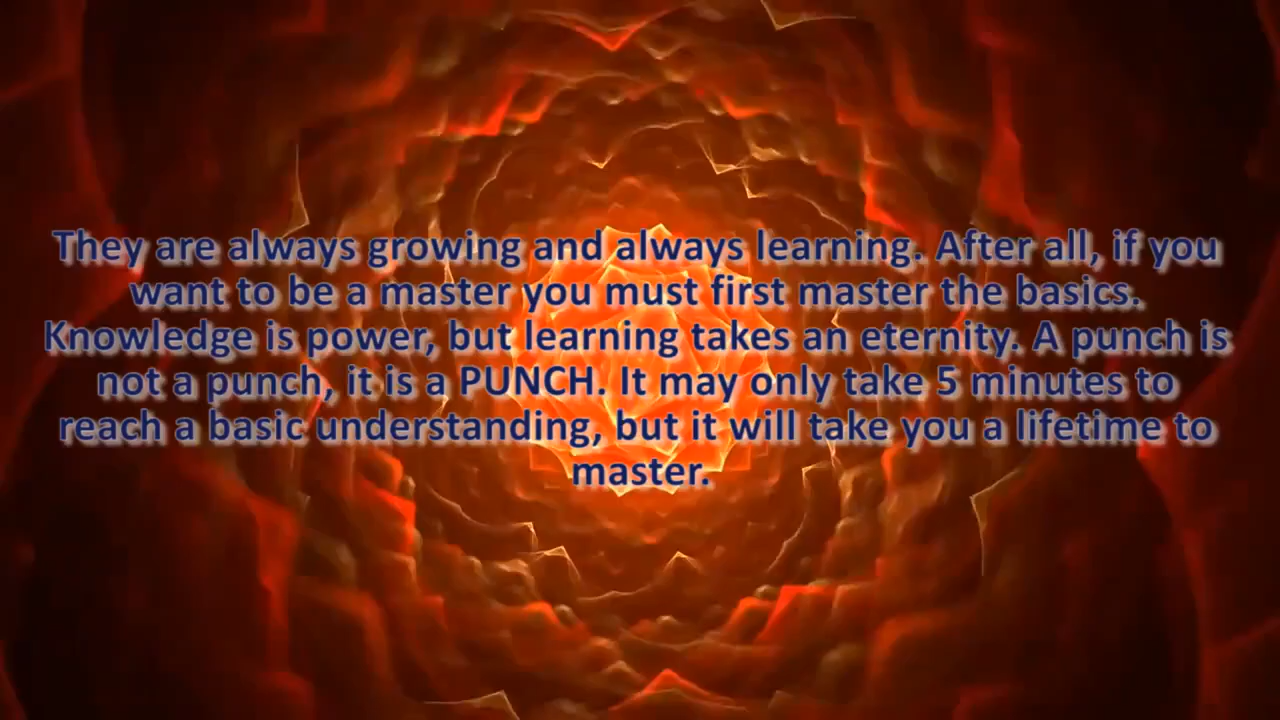 They are always growing and always learning. After all, if you
want to be a master you must first master the basics.
Knowledge is power, but learning takes an eternity. A punch is
not a punch, it is a PUNCH. It may only take 5 minutes to
reach a basic understanding, but it will take you a lifetime to
master.